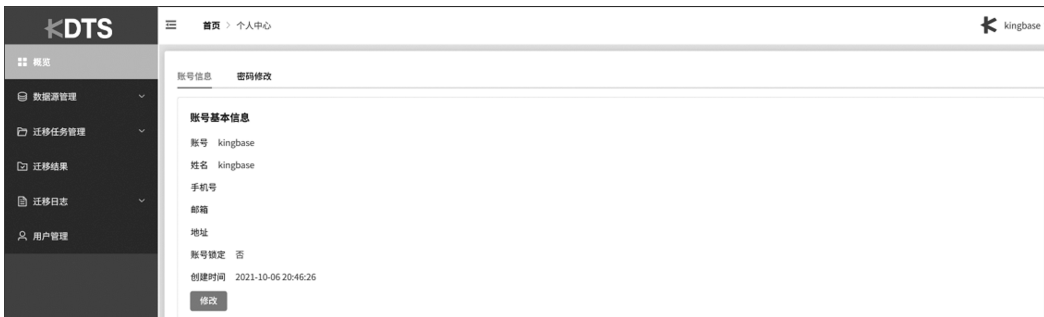 KDTS
首页 > 个人中心
kingbase
概览
数据源管理
迁移任务管理
迁移结果
迁移日志
用户管理
账号信息 密码修改
账号基本信息
账号 kingbase
姓名 kingbase
手机号
邮箱
地址
账号锁定 否
创建时间 2021-10-06 20:46:26
修改